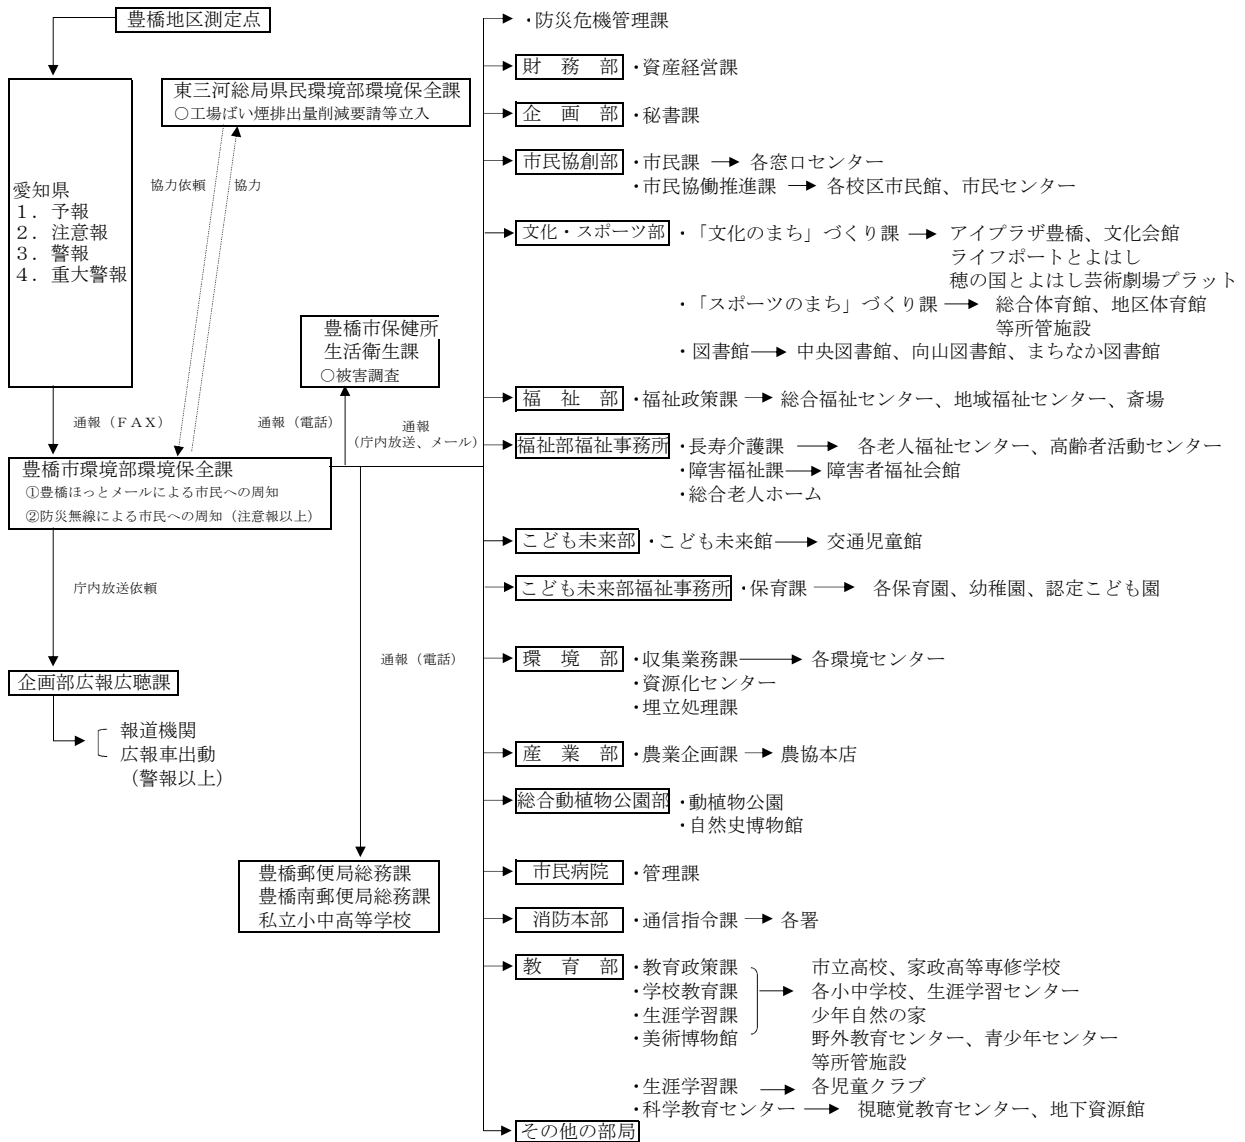 豊橋地区測定点
愛知県
1．予報
2．注意報
3．警報
4．重大警報
東三河総局県民環境部環境保全課
○工場ばい煙排出量削減要請等立入
協力依頼
協力
豊橋市保健所
生活衛生課
○被害調査
通報（FAX）
通報（電話）
通報
（庁内放送、メール）
豊橋市環境部環境保全課
①豊橋ほっとメールによる市民への周知
②防災無線による市民への周知（注意報以上）
庁内放送依頼
企画部広報広聴課
報道機関
広報車出動
（警報以上）
通報（電話）
豊橋郵便局総務課
豊橋南郵便局総務課
私立小中高等学校
・防災危機管理課
財　務　部 ・資産経営課
企　画　部 ・秘書課
市民協創部 ・市民課 → 各窓口センター
・市民協働推進課 → 各校区市民館、市民センター
文化・スポーツ部 ・「文化のまち」づくり課 → アイプラザ豊橋、文化会館
ライフポートとよはし
穂の国とよはし芸術劇場プラット
・「スポーツのまち」づくり課 → 総合体育館、地区体育館
等所管施設
・図書館 → 中央図書館、向山図書館、まちなか図書館
福　祉　部 ・福祉政策課 → 総合福祉センター、地域福祉センター、斎場
福祉部福祉事務所 ・長寿介護課 → 各老人福祉センター、高齢者活動センター
・障害福祉課 → 障害者福祉会館
・総合老人ホーム
こども未来部 ・こども未来館 → 交通児童館
こども未来部福祉事務所 ・保育課 → 各保育園、幼稚園、認定こども園
環　境　部 ・収集業務課 → 各環境センター
・資源化センター
・埋立処理課
産　業　部 ・農業企画課 → 農協本店
総合動植物公園部 ・動植物公園
・自然史博物館
市民病院 ・管理課
消防本部 ・通信指令課 → 各署
教　育　部 ・教育政策課 市立高校、家政高等専修学校
・学校教育課 → 各小中学校、生涯学習センター
・生涯学習課 少年自然の家
・美術博物館 野外教育センター、青少年センター
等所管施設
・生涯学習課 → 各児童クラブ
・科学教育センター → 視聴覚教育センター、地下資源館
その他の部局